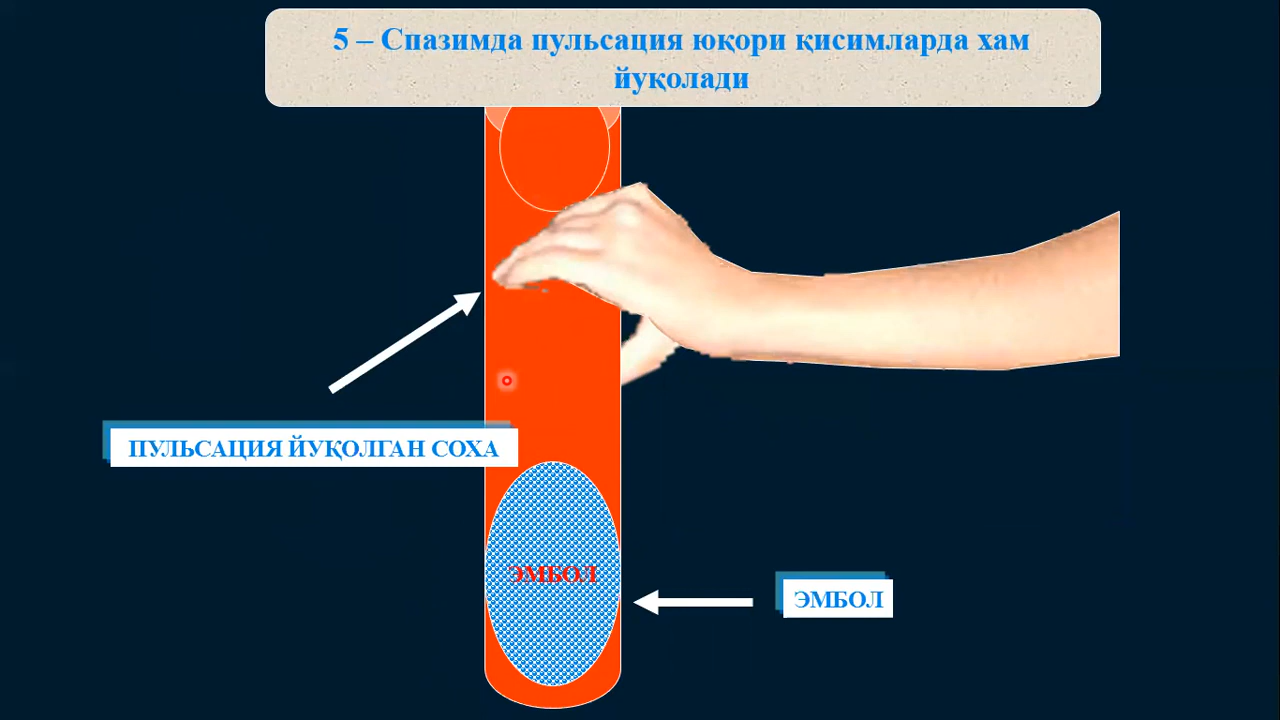 5 – Спазимда пульсация юқори қисимларда хам
йуқолади
ПУЛЬСАЦИЯ ЙУҚОЛГАН СОХА
ЭМБОЛ
ЭМБОЛ